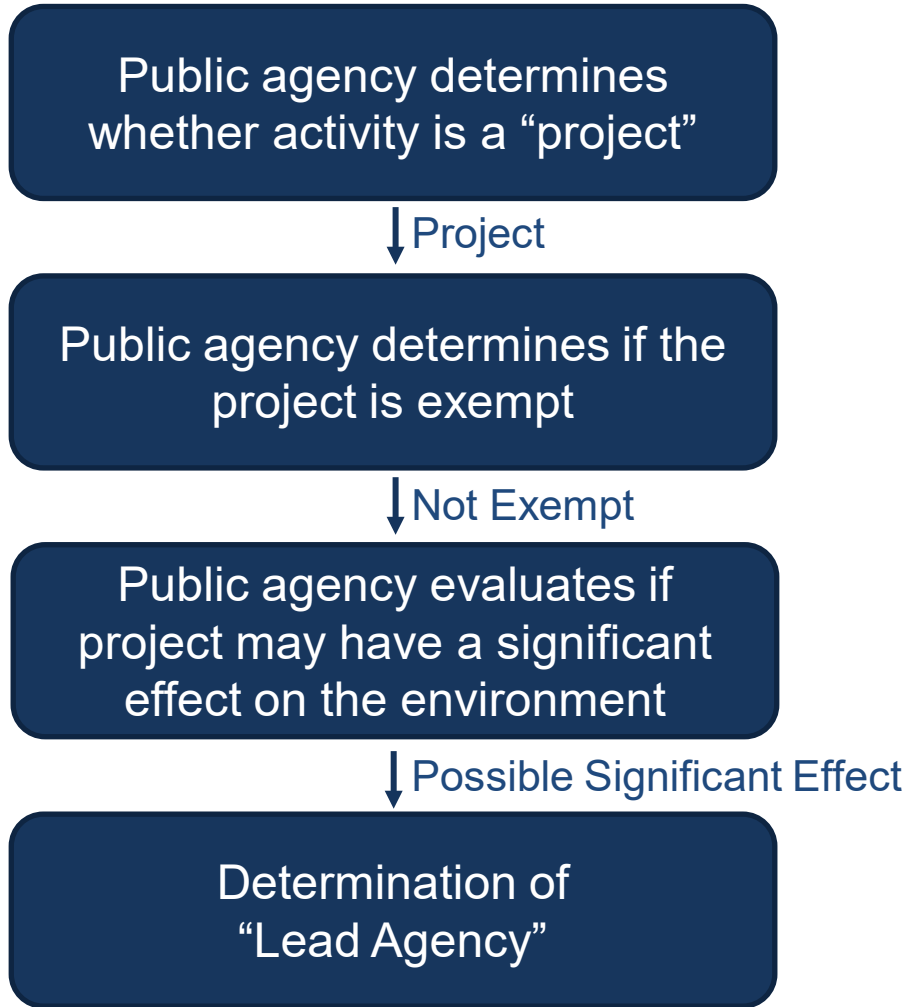 Public agency determines
whether activity is a “project”
Project
Public agency determines if the
project is exempt
Not Exempt
Public agency evaluates if
project may have a significant
effect on the environment
Possible Significant Effect
Determination of
“Lead Agency”